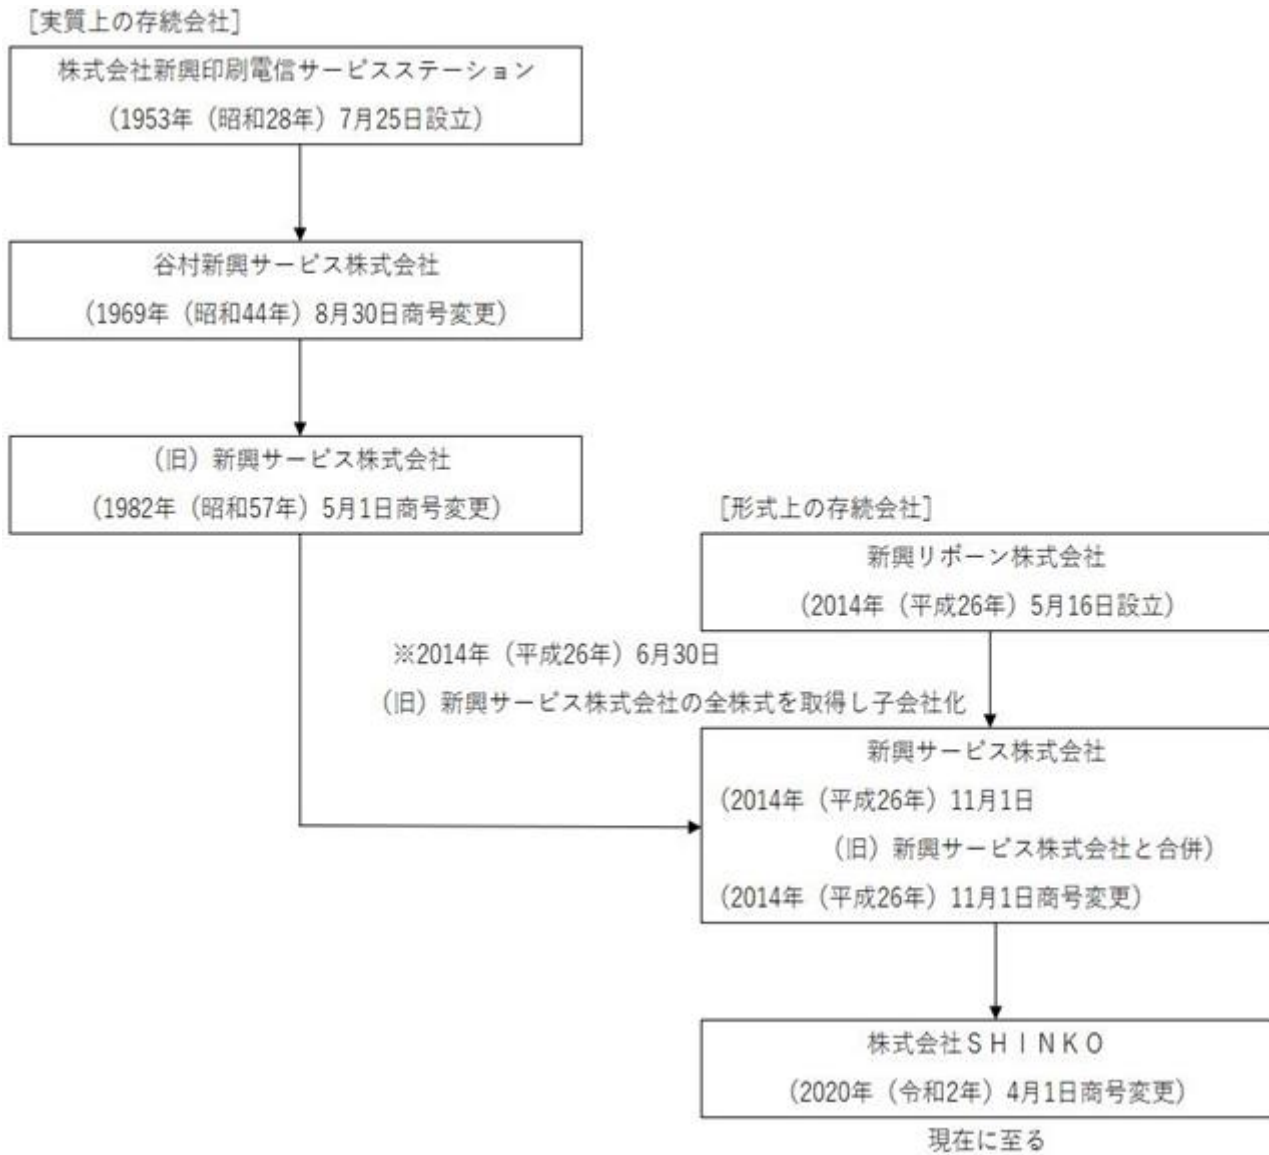 [実質上の存続会社]
株式会社新興印刷電信サービスステーション
(1953年（昭和28年）7月25日設立)
谷村新興サービス株式会社
(1969年（昭和44年）8月30日商号変更)
(旧）新興サービス株式会社
(1982年（昭和57年）5月1日商号変更)
[形式上の存続会社]
新興リボーン株式会社
(2014年（平成26年）5月16日設立)
※2014年（平成26年）6月30日
(旧）新興サービス株式会社の全株式を取得し子会社化
新興サービス株式会社
(2014年（平成26年）11月1日
(旧）新興サービス株式会社と合併)
(2014年（平成26年）11月1日商号変更)
株式会社ＳＨＩＮＫＯ
(2020年（令和2年）4月1日商号変更)
現在に至る